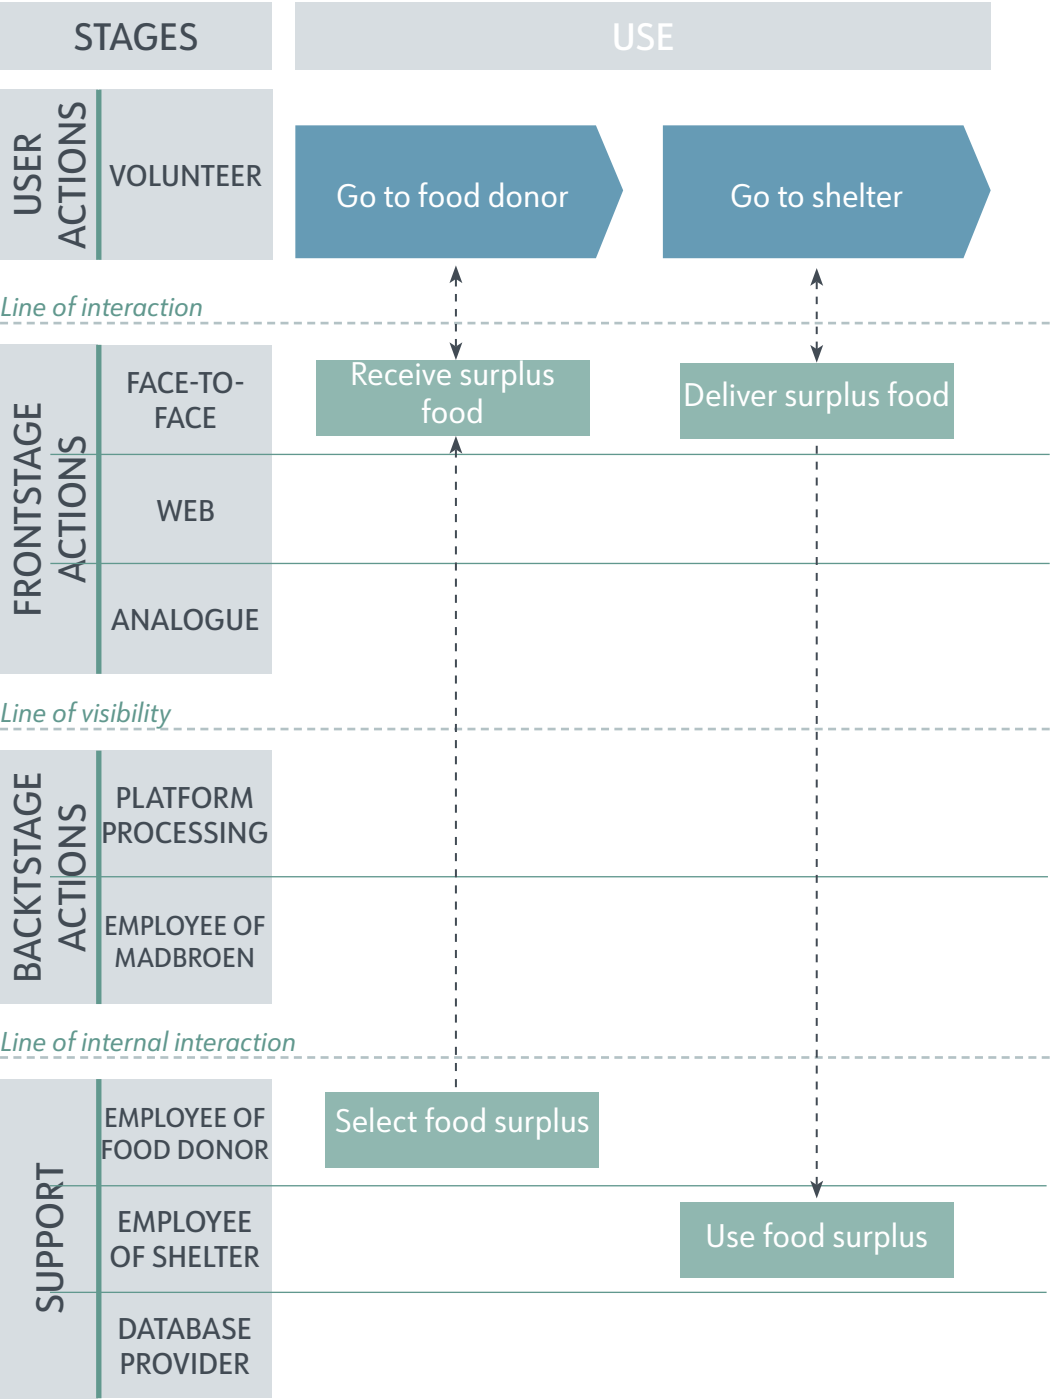 STAGES
USE
USER
ACTIONS
VOLUNTEER
Go to food donor
Go to shelter
Line of interaction
FRONTSTAGE
ACTIONS
FACE-TO-
FACE
Receive surplus
food
Deliver surplus food
WEB
ANALOGUE
Line of visibility
BACKTSTAGE
ACTIONS
PLATFORM
PROCESSING
EMPLOYEE OF
MADBROEN
Line of internal interaction
SUPPORT
EMPLOYEE OF
FOOD DONOR
Select food surplus
EMPLOYEE
OF SHELTER
Use food surplus
DATABASE
PROVIDER